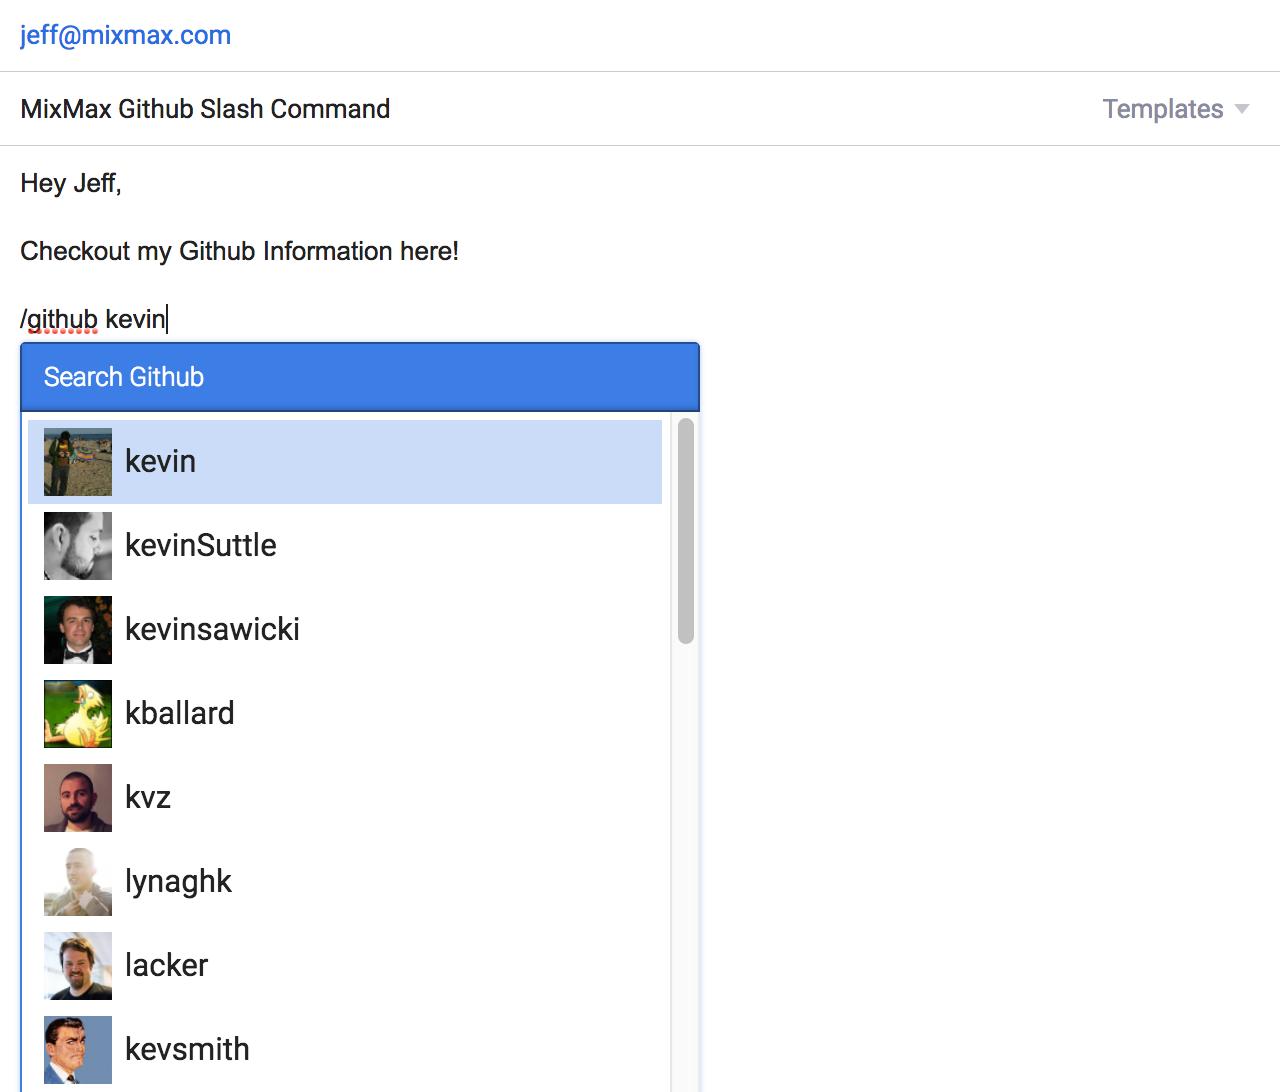 jeff@mixmax.com
MixMax Github Slash Command
Templates
Hey Jeff,
Checkout my Github Information here!
/github kevin
Search Github
kevin
kevinSuttle
kevinsawicki
kballard
kvz
lynaghk
lacker
kevsmith